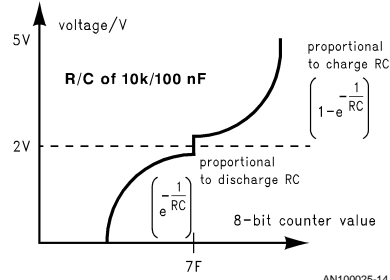 voltage/V
5V
R/C of 10k/100 nF
proportional
to charge RC
(1-e^-1/RC)
2V
proportional
to discharge RC
(e^-1/RC)
8-bit counter value
7F
AN100025-14